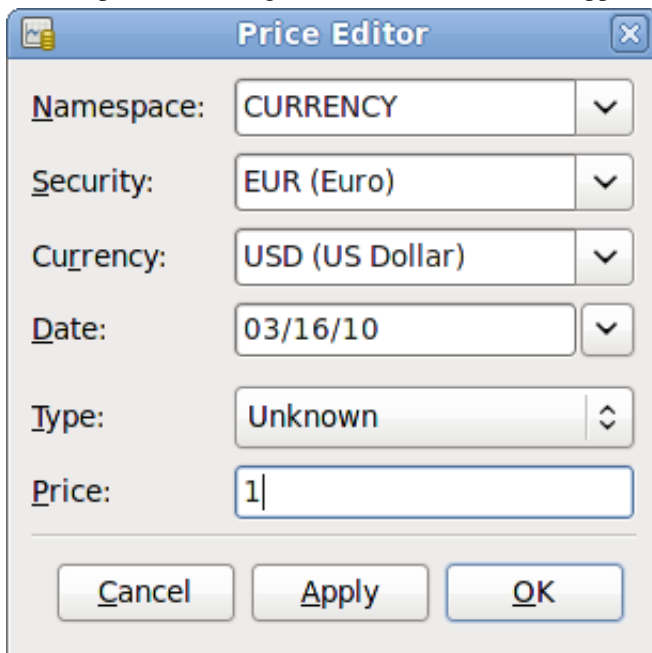 Price Editor
Namespace: CURRENCY
Security: EUR (Euro)
Currency: USD (US Dollar)
Date: 03/16/10
Type: Unknown
Price: 1
Cancel Apply OK